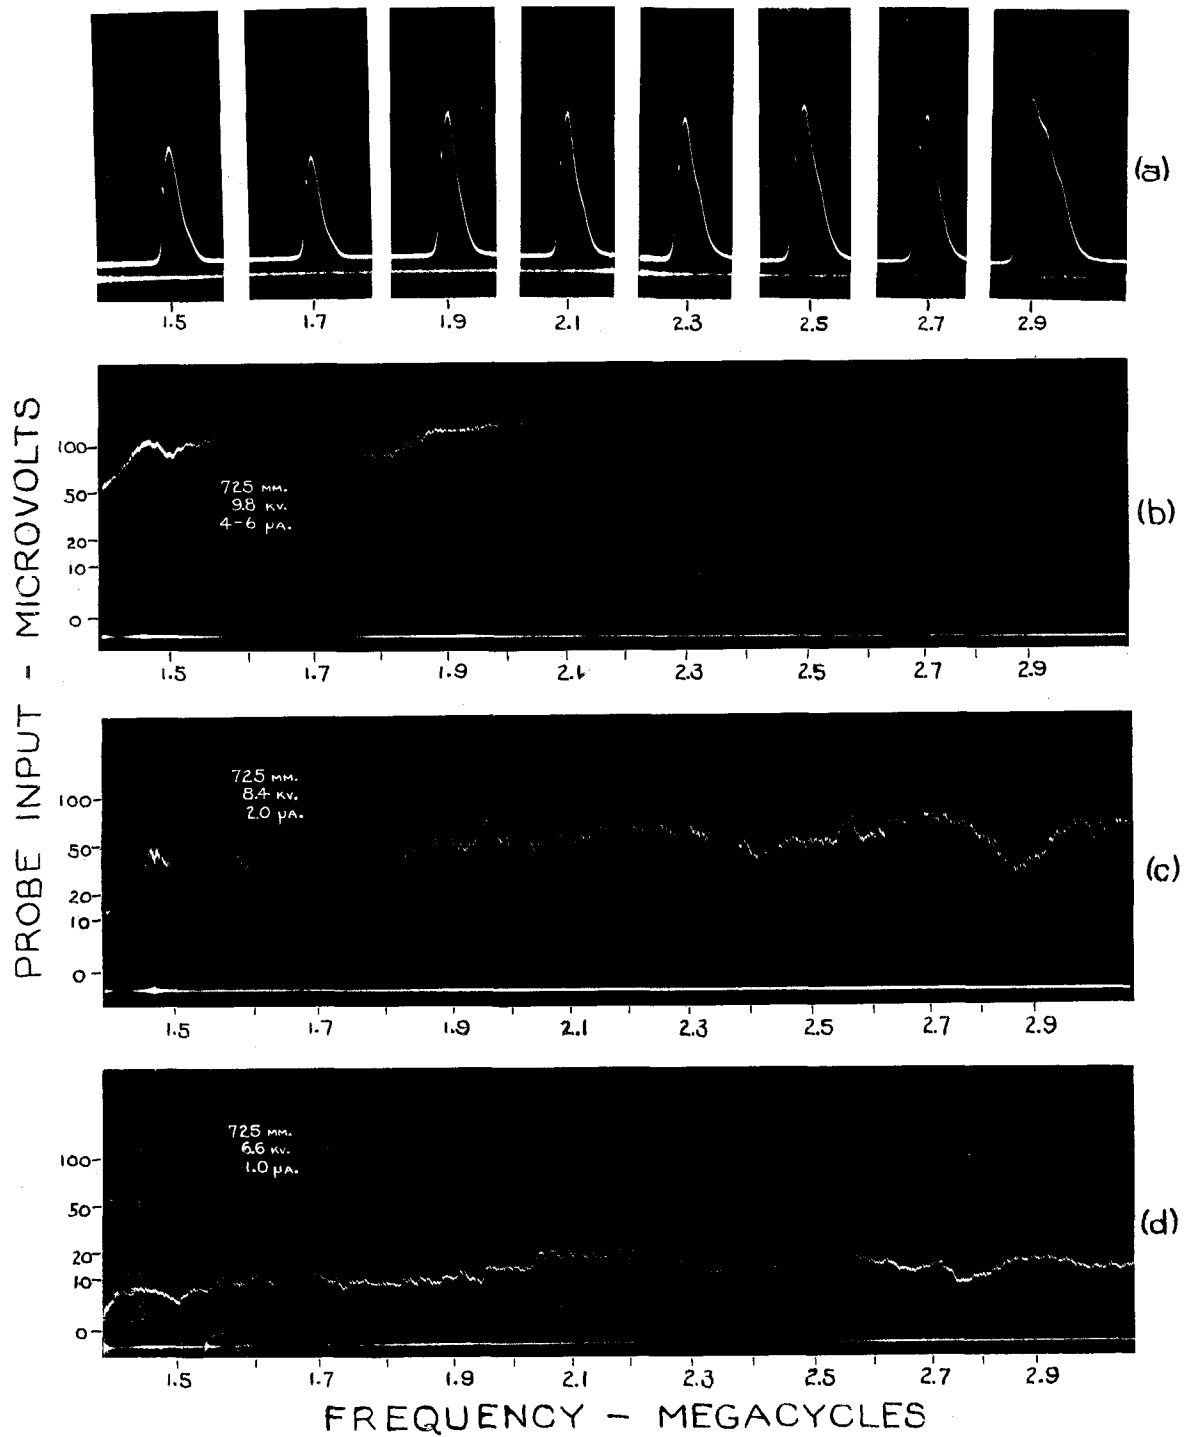 (a)
1.5 1.7 1.9 2.1 2.3 2.5 2.7 2.9
PROBE INPUT - MICROVOLTS
100
50
20
10
0
725 MM.
9.8 KV.
4-6 µA.
(b)
1.5 1.7 1.9 2.1 2.3 2.5 2.7 2.9
100
50
20
10
0
725 MM.
8.4 KV.
2.0 µA.
(c)
1.5 1.7 1.9 2.1 2.3 2.5 2.7 2.9
100
50
20
10
0
725 MM.
6.6 KV.
1.0 µA.
(d)
1.5 1.7 1.9 2.1 2.3 2.5 2.7 2.9
FREQUENCY - MEGACYCLES